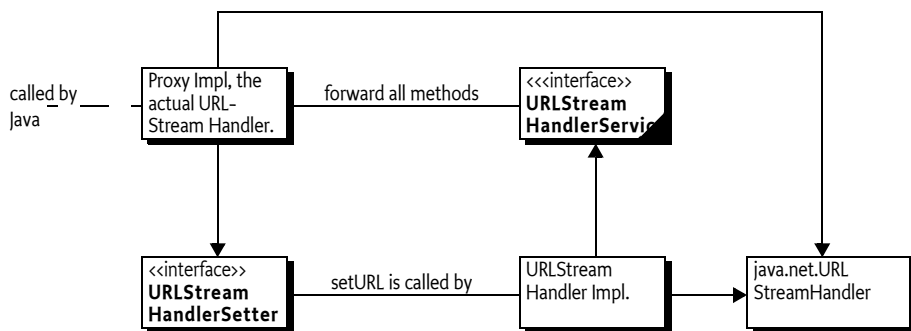 called by
Java
Proxy Impl, the
actual URL-
Stream Handler.
forward all methods
<<<interface>>
URLStream
HandlerServic
<<interface>>
URLStream
HandlerSetter
setURL is called by
URLStream
Handler Impl.
java.net.URL
StreamHandler